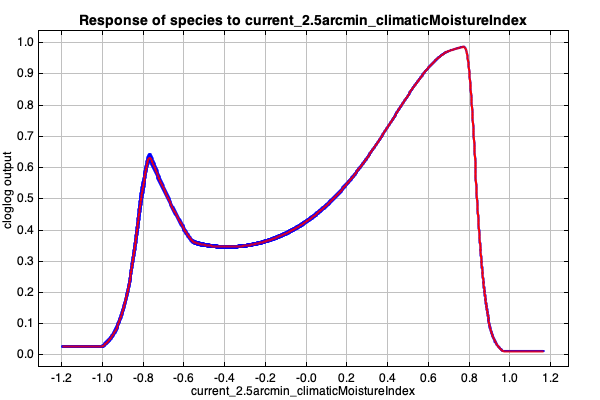 Response of species to current_2.5arcmin_climaticMoistureIndex
1.0
0.9
0.8
0.7
0.6
0.5
0.4
0.3
0.2
0.1
0.0
cloglog output
-1.2 -1.0 -0.8 -0.6 -0.4 -0.2 -0.0 0.2 0.4 0.6 0.8 1.0 1.2
current_2.5arcmin_climaticMoistureIndex